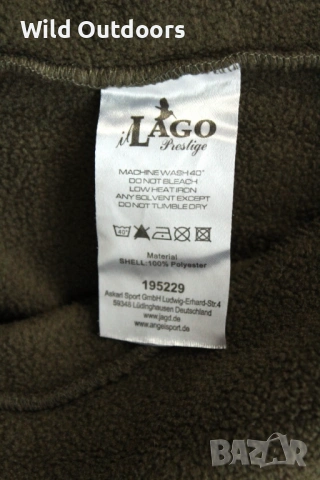 Wild Outdoors
il LAGO
Prestige
MACHINE WASH 40°
DO NOT BLEACH
LOW HEAT IRON
ANY SOLVENT EXCEPT
DO NOT TUMBLE DRY
40°
Material
SHELL:100% Polyester
195229
Askari Sport GmbH Ludwig-Erhard-Str.4
59348 Lüdinghausen Deutschland
www.jagd.de
www.angelsport.de
BAZAR